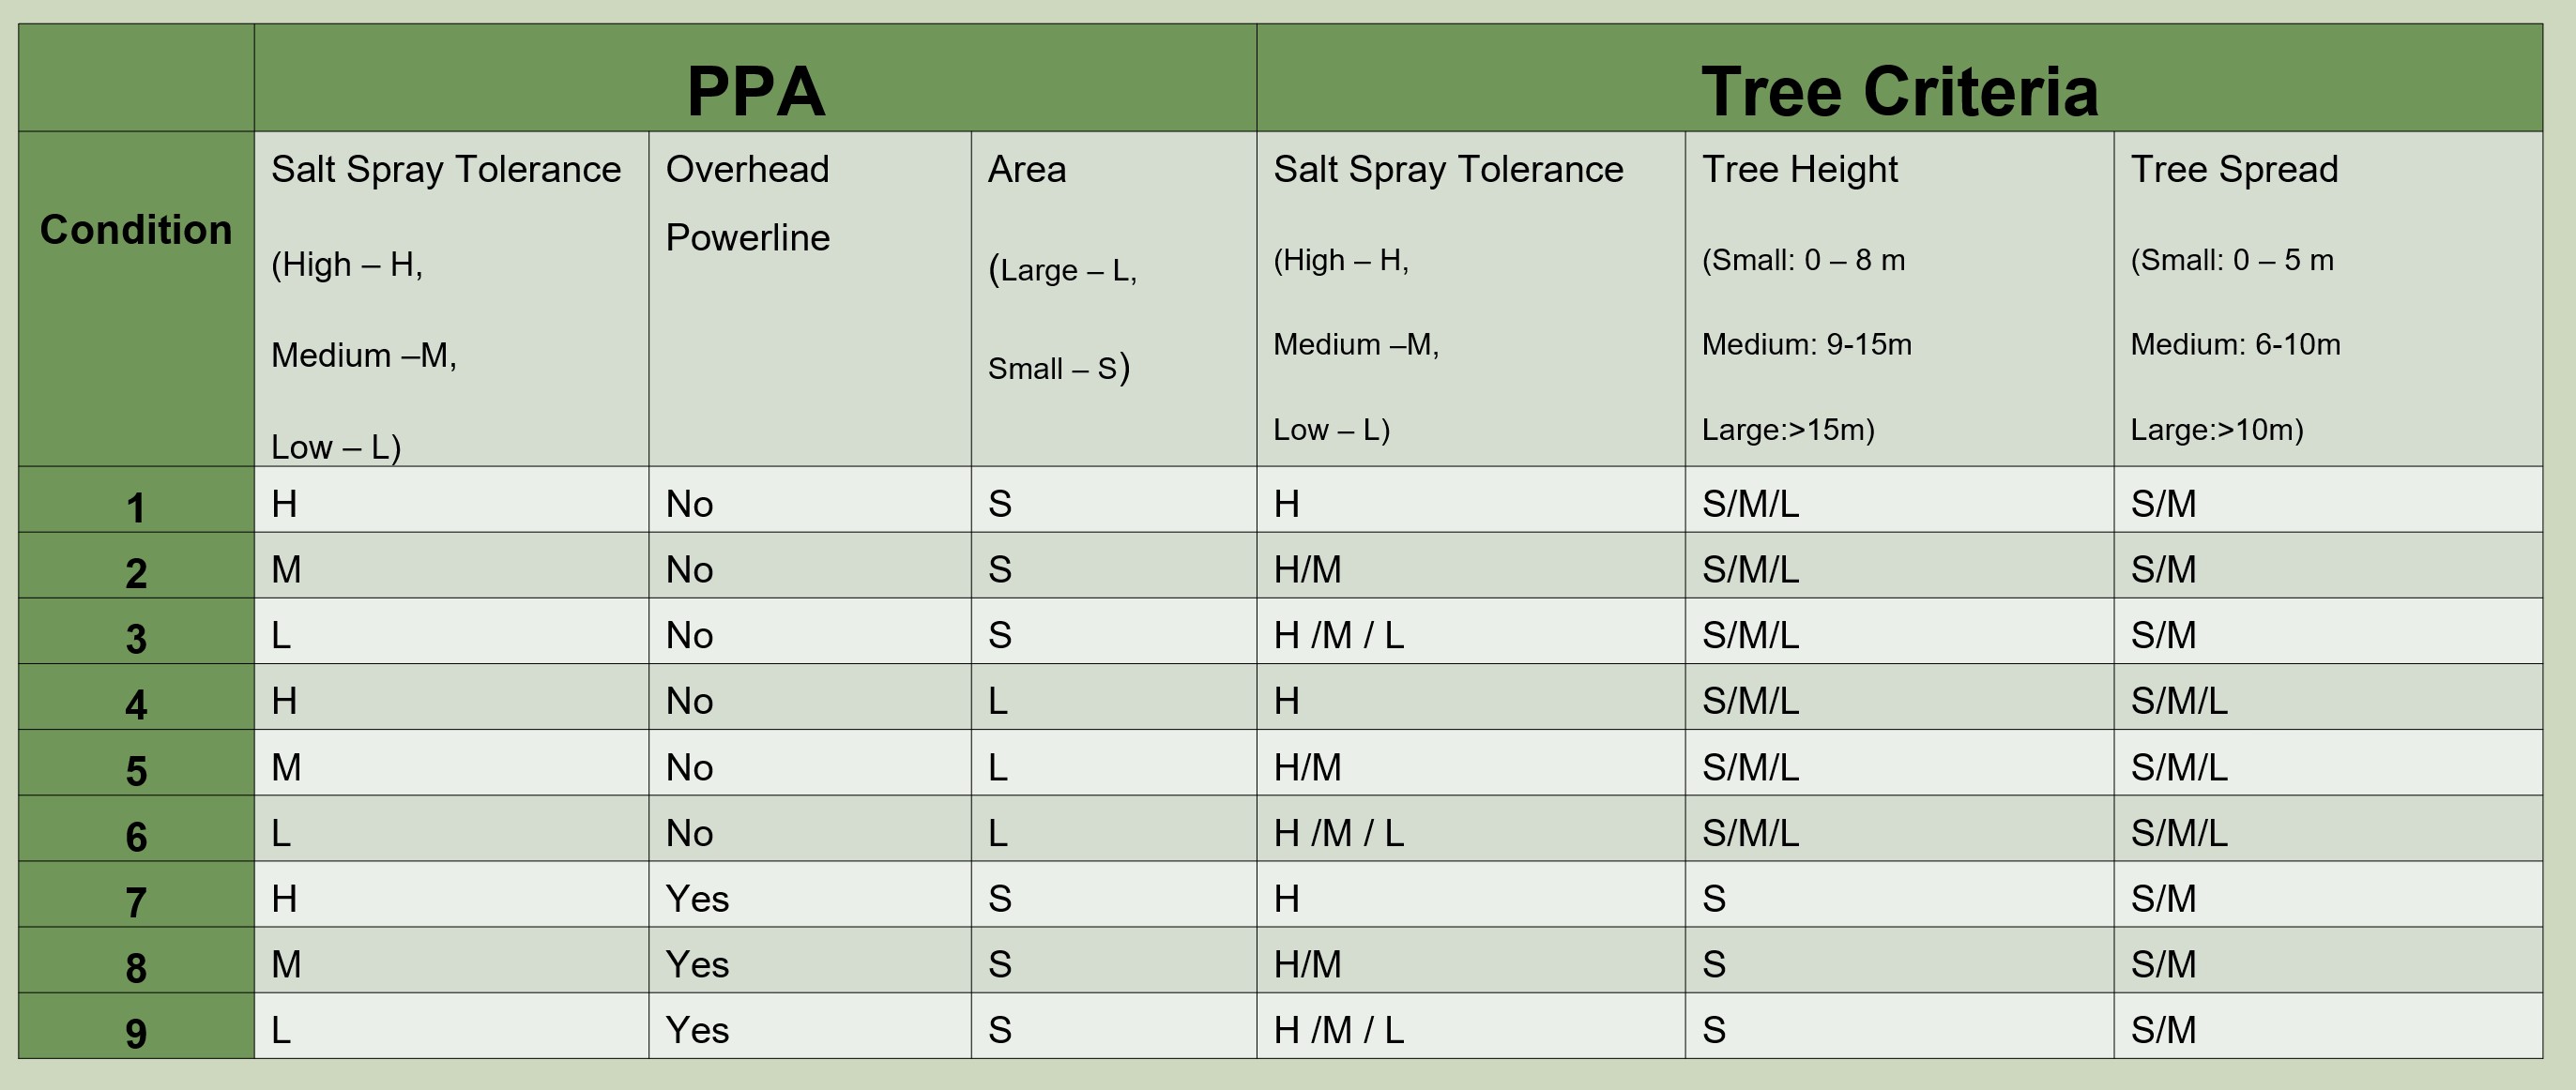 PPA Tree Criteria
Condition
Salt Spray Tolerance
(High – H,
Medium –M,
Low – L)
Overhead
Powerline
Area
(Large – L,
Small – S)
Salt Spray Tolerance
(High – H,
Medium –M,
Low – L)
Tree Height
(Small: 0 – 8 m
Medium: 9-15m
Large:>15m)
Tree Spread
(Small: 0 – 5 m
Medium: 6-10m
Large:>10m)
1 H No S H S/M/L S/M
2 M No S H/M S/M/L S/M
3 L No S H /M / L S/M/L S/M
4 H No L H S/M/L S/M/L
5 M No L H/M S/M/L S/M/L
6 L No L H /M / L S/M/L S/M/L
7 H Yes S H S S/M
8 M Yes S H/M S S/M
9 L Yes S H /M / L S S/M